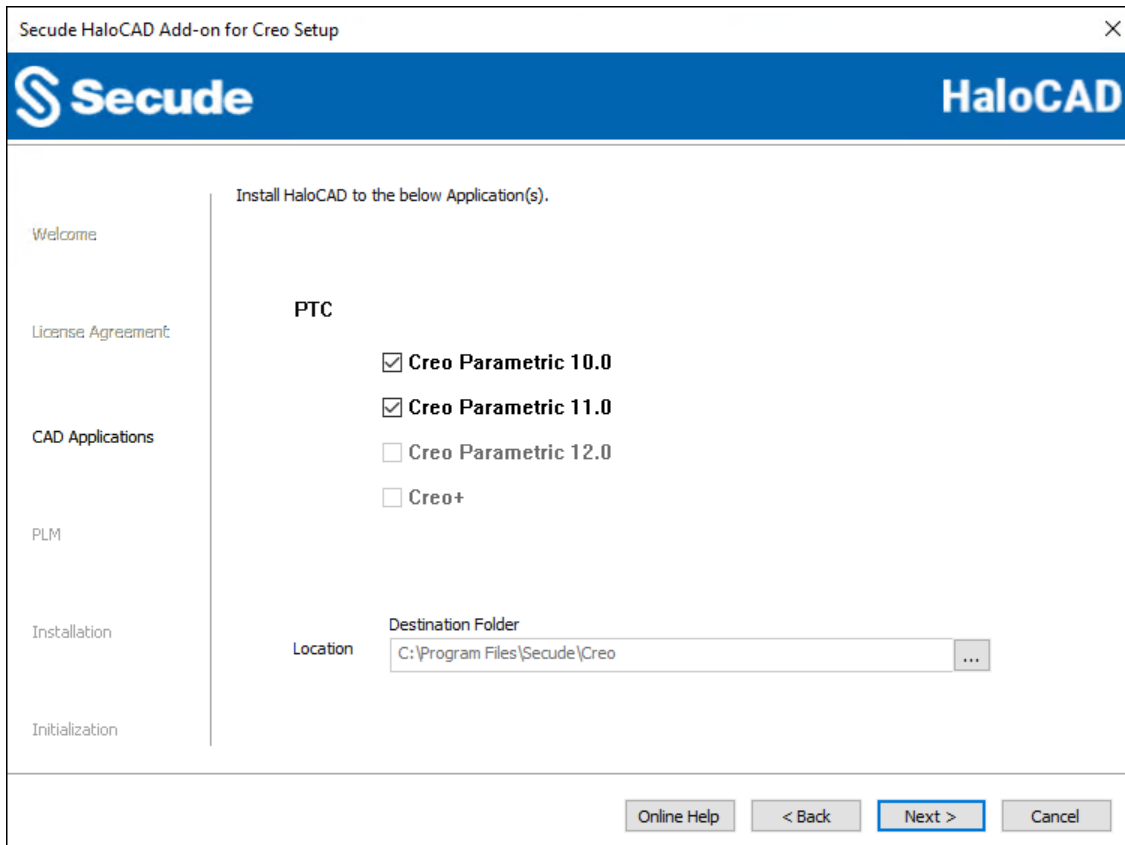 Secude HaloCAD Add-on for Creo Setup
Secude
HaloCAD
Install HaloCAD to the below Application(s).
Welcome
License Agreement
CAD Applications
PLM
Installation
Initialization
PTC
Creo Parametric 10.0
Creo Parametric 11.0
Creo Parametric 12.0
Creo+
Destination Folder
Location
C:\Program Files\Secude\Creo
...
Online Help
< Back
Next >
Cancel